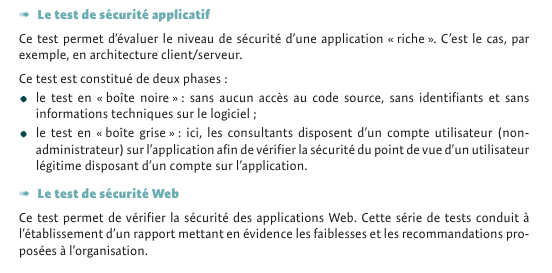 ➠ Le test de sécurité applicatif
Ce test permet d’évaluer le niveau de sécurité d’une application « riche ». C’est le cas, par
exemple, en architecture client/serveur.
Ce test est constitué de deux phases :
● le test en « boîte noire » : sans aucun accès au code source, sans identifiants et sans
informations techniques sur le logiciel ;
● le test en « boîte grise » : ici, les consultants disposent d’un compte utilisateur (non-
administrateur) sur l’application afin de vérifier la sécurité du point de vue d’un utilisateur
légitime disposant d’un compte sur l’application.
➠ Le test de sécurité Web
Ce test permet de vérifier la sécurité des applications Web. Cette série de tests conduit à
l’établissement d’un rapport mettant en évidence les faiblesses et les recommandations pro-
posées à l’organisation.